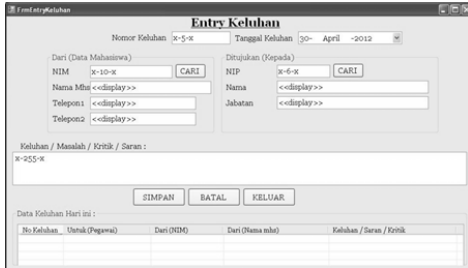 FrmEntryKeluhan
Entry Keluhan
Nomor Keluhan x-5-x Tanggal Keluhan 30- April -2012
Dari (Data Mahasiswa) Ditujukan (Kepada)
NIM x-10-x CARI NIP x-6-x CARI
Nama Mhs <<display>> Nama <<display>>
Telepon1 <<display>> Jabatan <<display>>
Telepon2 <<display>>
Keluhan / Masalah / Kritik / Saran :
x-255-x
SIMPAN BATAL KELUAR
Data Keluhan Hari ini :
No Keluhan Untuk (Pegawai) Dari (NIM) Dari (Nama mhs) Keluhan / Saran / Kritik